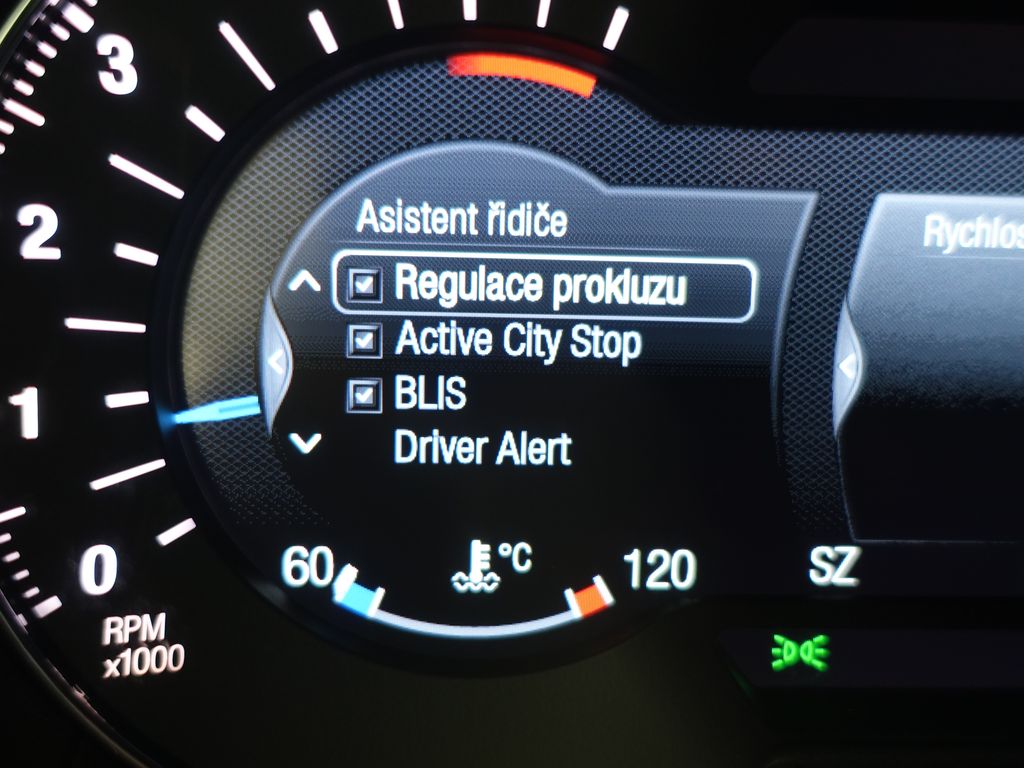 3
2
1
0
RPM
x1000
Asistent řidiče
Regulace prokluzu
Active City Stop
BLIS
Driver Alert
60
°C
120
SZ
Rychlos